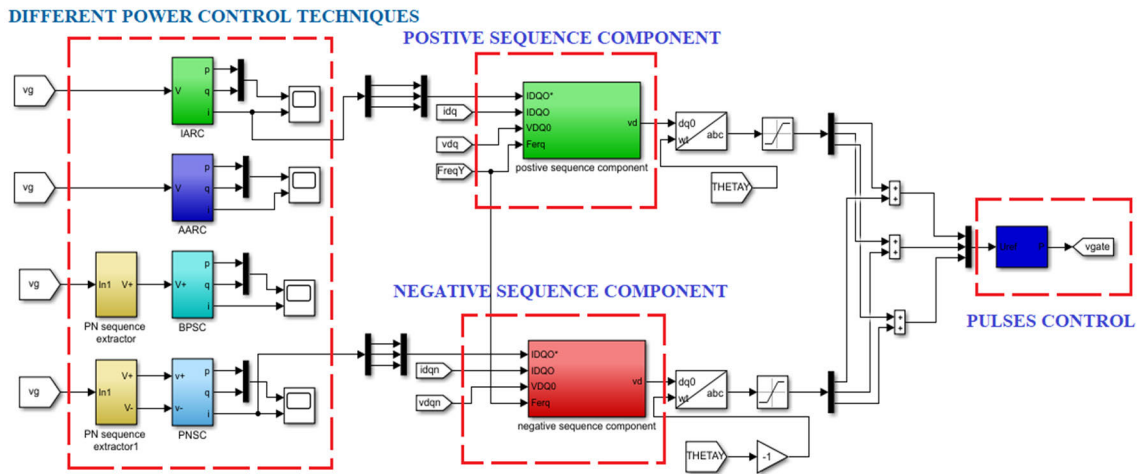 DIFFERENT POWER CONTROL TECHNIQUES
vg
V
p
q
i
IARC
vg
V
p
q
i
AARC
vg
In1
V+
PN sequence
extractor
V+
p
q
i
BPSC
vg
In1
V+
V-
PN sequence
extractor1
v+
v-
p
q
i
PNSC
POSTIVE SEQUENCE COMPONENT
idq
vdq
FreqY
IDQO*
IDQO
VDQ0
Ferq
vd
postive sequence component
dq0
wt
abc
THETAY
NEGATIVE SEQUENCE COMPONENT
idqn
vdqn
IDQO*
IDQO
VDQ0
Ferq
vd
negative sequence component
dq0
wt
abc
THETAY
-1
+
+
+
+
+
+
Uref
P
vgate
PULSES CONTROL